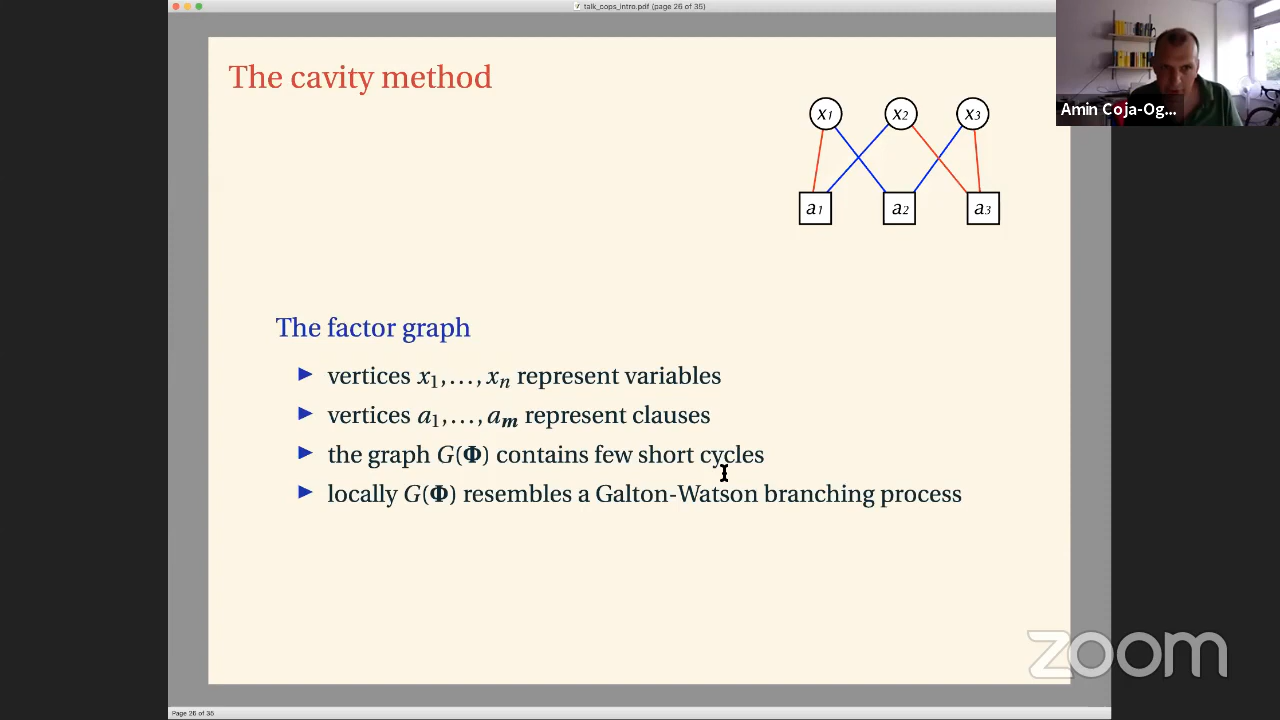 talk_cops_intro.pdf (page 26 of 35)
The cavity method
x1 x2 x3
a1 a2 a3
Amin Coja-Og...
The factor graph
▶ vertices x1,...,xn represent variables
▶ vertices a1,...,am represent clauses
▶ the graph G(Φ) contains few short cycles
▶ locally G(Φ) resembles a Galton-Watson branching process
zoom
Page 26 of 35